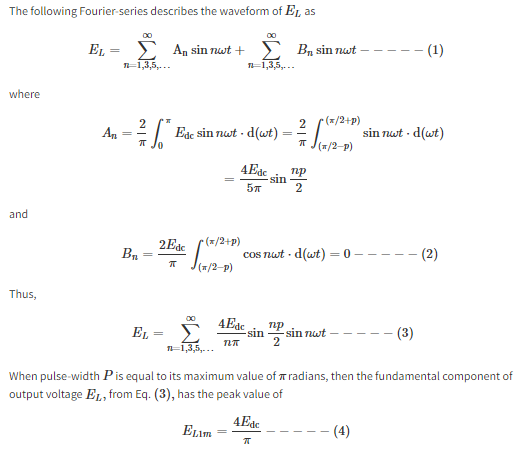 The following Fourier-series describes the waveform of $E_L$ as
$E_L = \sum_{n=1,3,5,\ldots}^{\infty} A_n \sin n\omega t + \sum_{n=1,3,5,\ldots}^{\infty} B_n \sin n\omega t -----(1)$
where
$A_n = \frac{2}{\pi} \int_0^{\pi} E_{dc} \sin n\omega t \cdot d(\omega t) = \frac{2}{\pi} \int_{(\pi/2-p)}^{(\pi/2+p)} \sin n\omega t \cdot d(\omega t)$
$= \frac{4E_{dc}}{5\pi} \sin \frac{np}{2}$
and
$B_n = \frac{2E_{dc}}{\pi} \int_{(\pi/2-p)}^{(\pi/2+p)} \cos n\omega t \cdot d(\omega t) = 0 -----(2)$
Thus,
$E_L = \sum_{n=1,3,5,\ldots}^{\infty} \frac{4E_{dc}}{n\pi} \sin \frac{np}{2} \sin n\omega t -----(3)$
When pulse-width $P$ is equal to its maximum value of $\pi$ radians, then the fundamental component of
output voltage $E_L$, from Eq. (3), has the peak value of
$E_{L1m} = \frac{4E_{dc}}{\pi} -----(4)$